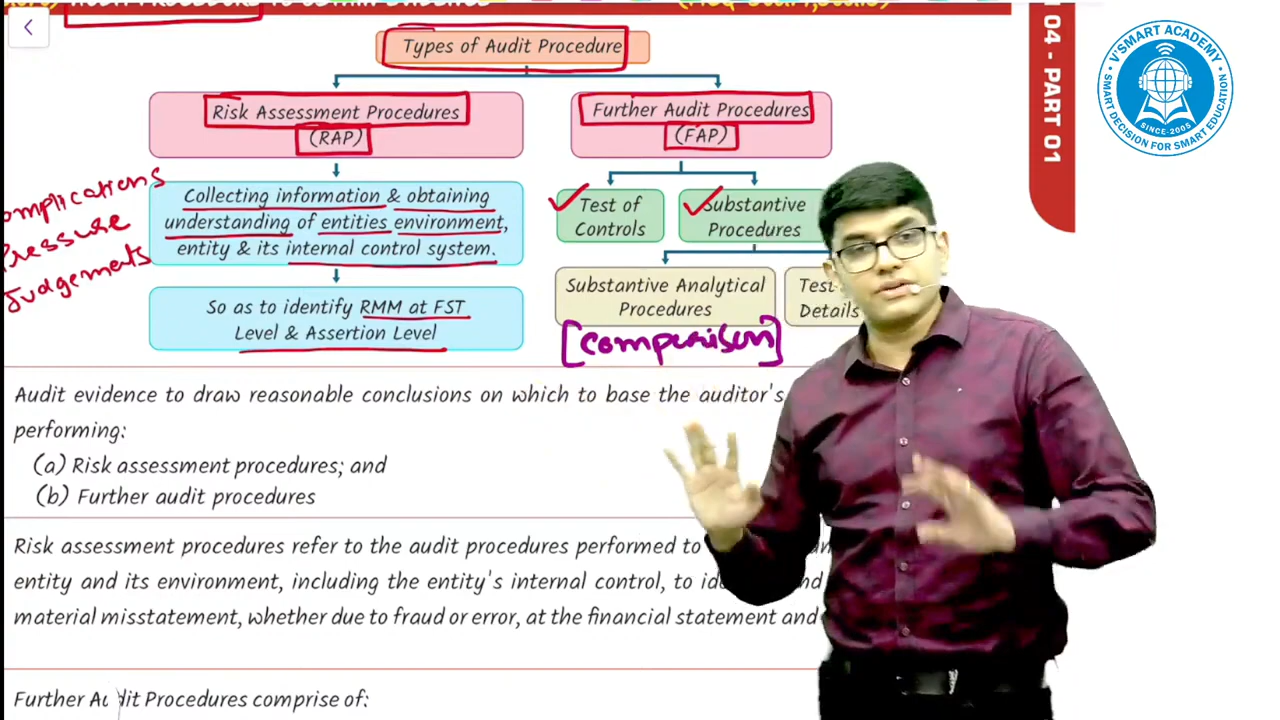 Types of Audit Procedure
Risk Assessment Procedures
(RAP)
Further Audit Procedures
(FAP)
Collecting information & obtaining
understanding of entities environment,
entity & its internal control system.
Test of
Controls
Substantive
Procedures
So as to identify RMM at FST
Level & Assertion Level
Substantive Analytical
Procedures
Details
[comparison]
Pressure
Judgements
Audit evidence to draw reasonable conclusions on which to base the auditor's
performing:
(a) Risk assessment procedures; and
(b) Further audit procedures
Risk assessment procedures refer to the audit procedures performed to
entity and its environment, including the entity's internal control, to
material misstatement, whether due to fraud or error, at the financial statement and
Further Audit Procedures comprise of:
04 - PART 01
V'SMART ACADEMY
SMART DECISION FOR SMART EDUCATION
SINCE-2005